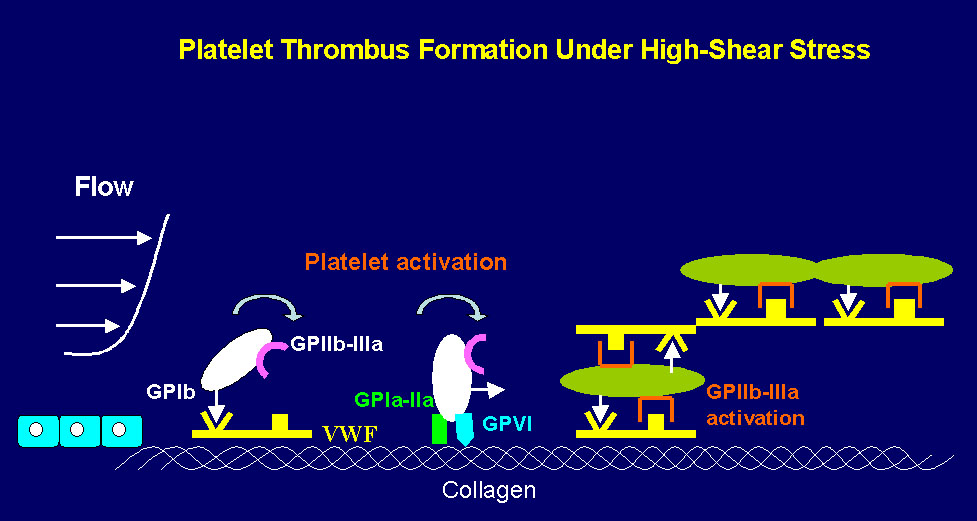 Platelet Thrombus Formation Under High-Shear Stress
Flow
Platelet activation
GPIIb-IIIa
GPIb
GPIa-IIa
GPIIb-IIIa
activation
VWF
GPVI
Collagen